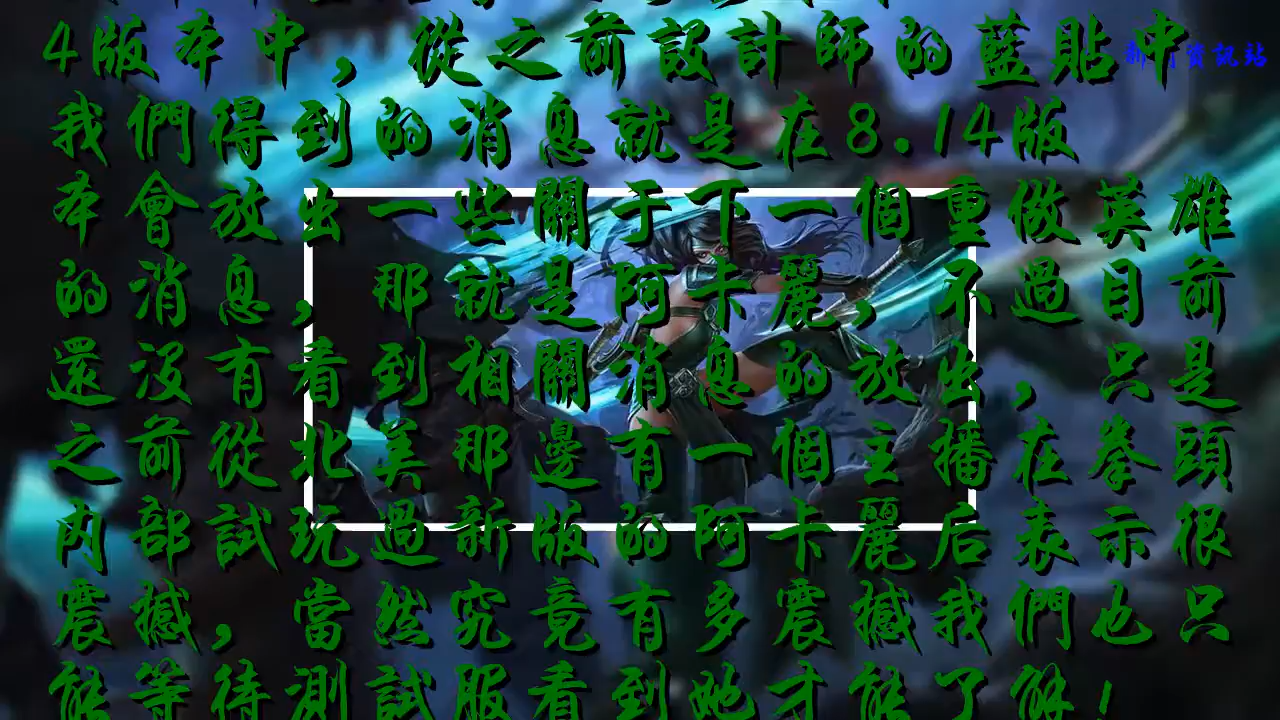 4版本中，從之前設計師的藍貼中
資訊站
我們得到的消息就是在8.14版
本會放出一些關于下一個重做英雄
的消息，那就是阿卡麗，不過目前
還沒有看到相關消息的放出，只是
之前從北美那邊有一個主播在拳頭
內部試玩過新版的阿卡麗后表示很
震撼，當然究竟有多震撼我們也只
能等待測試服看到她才能了解！